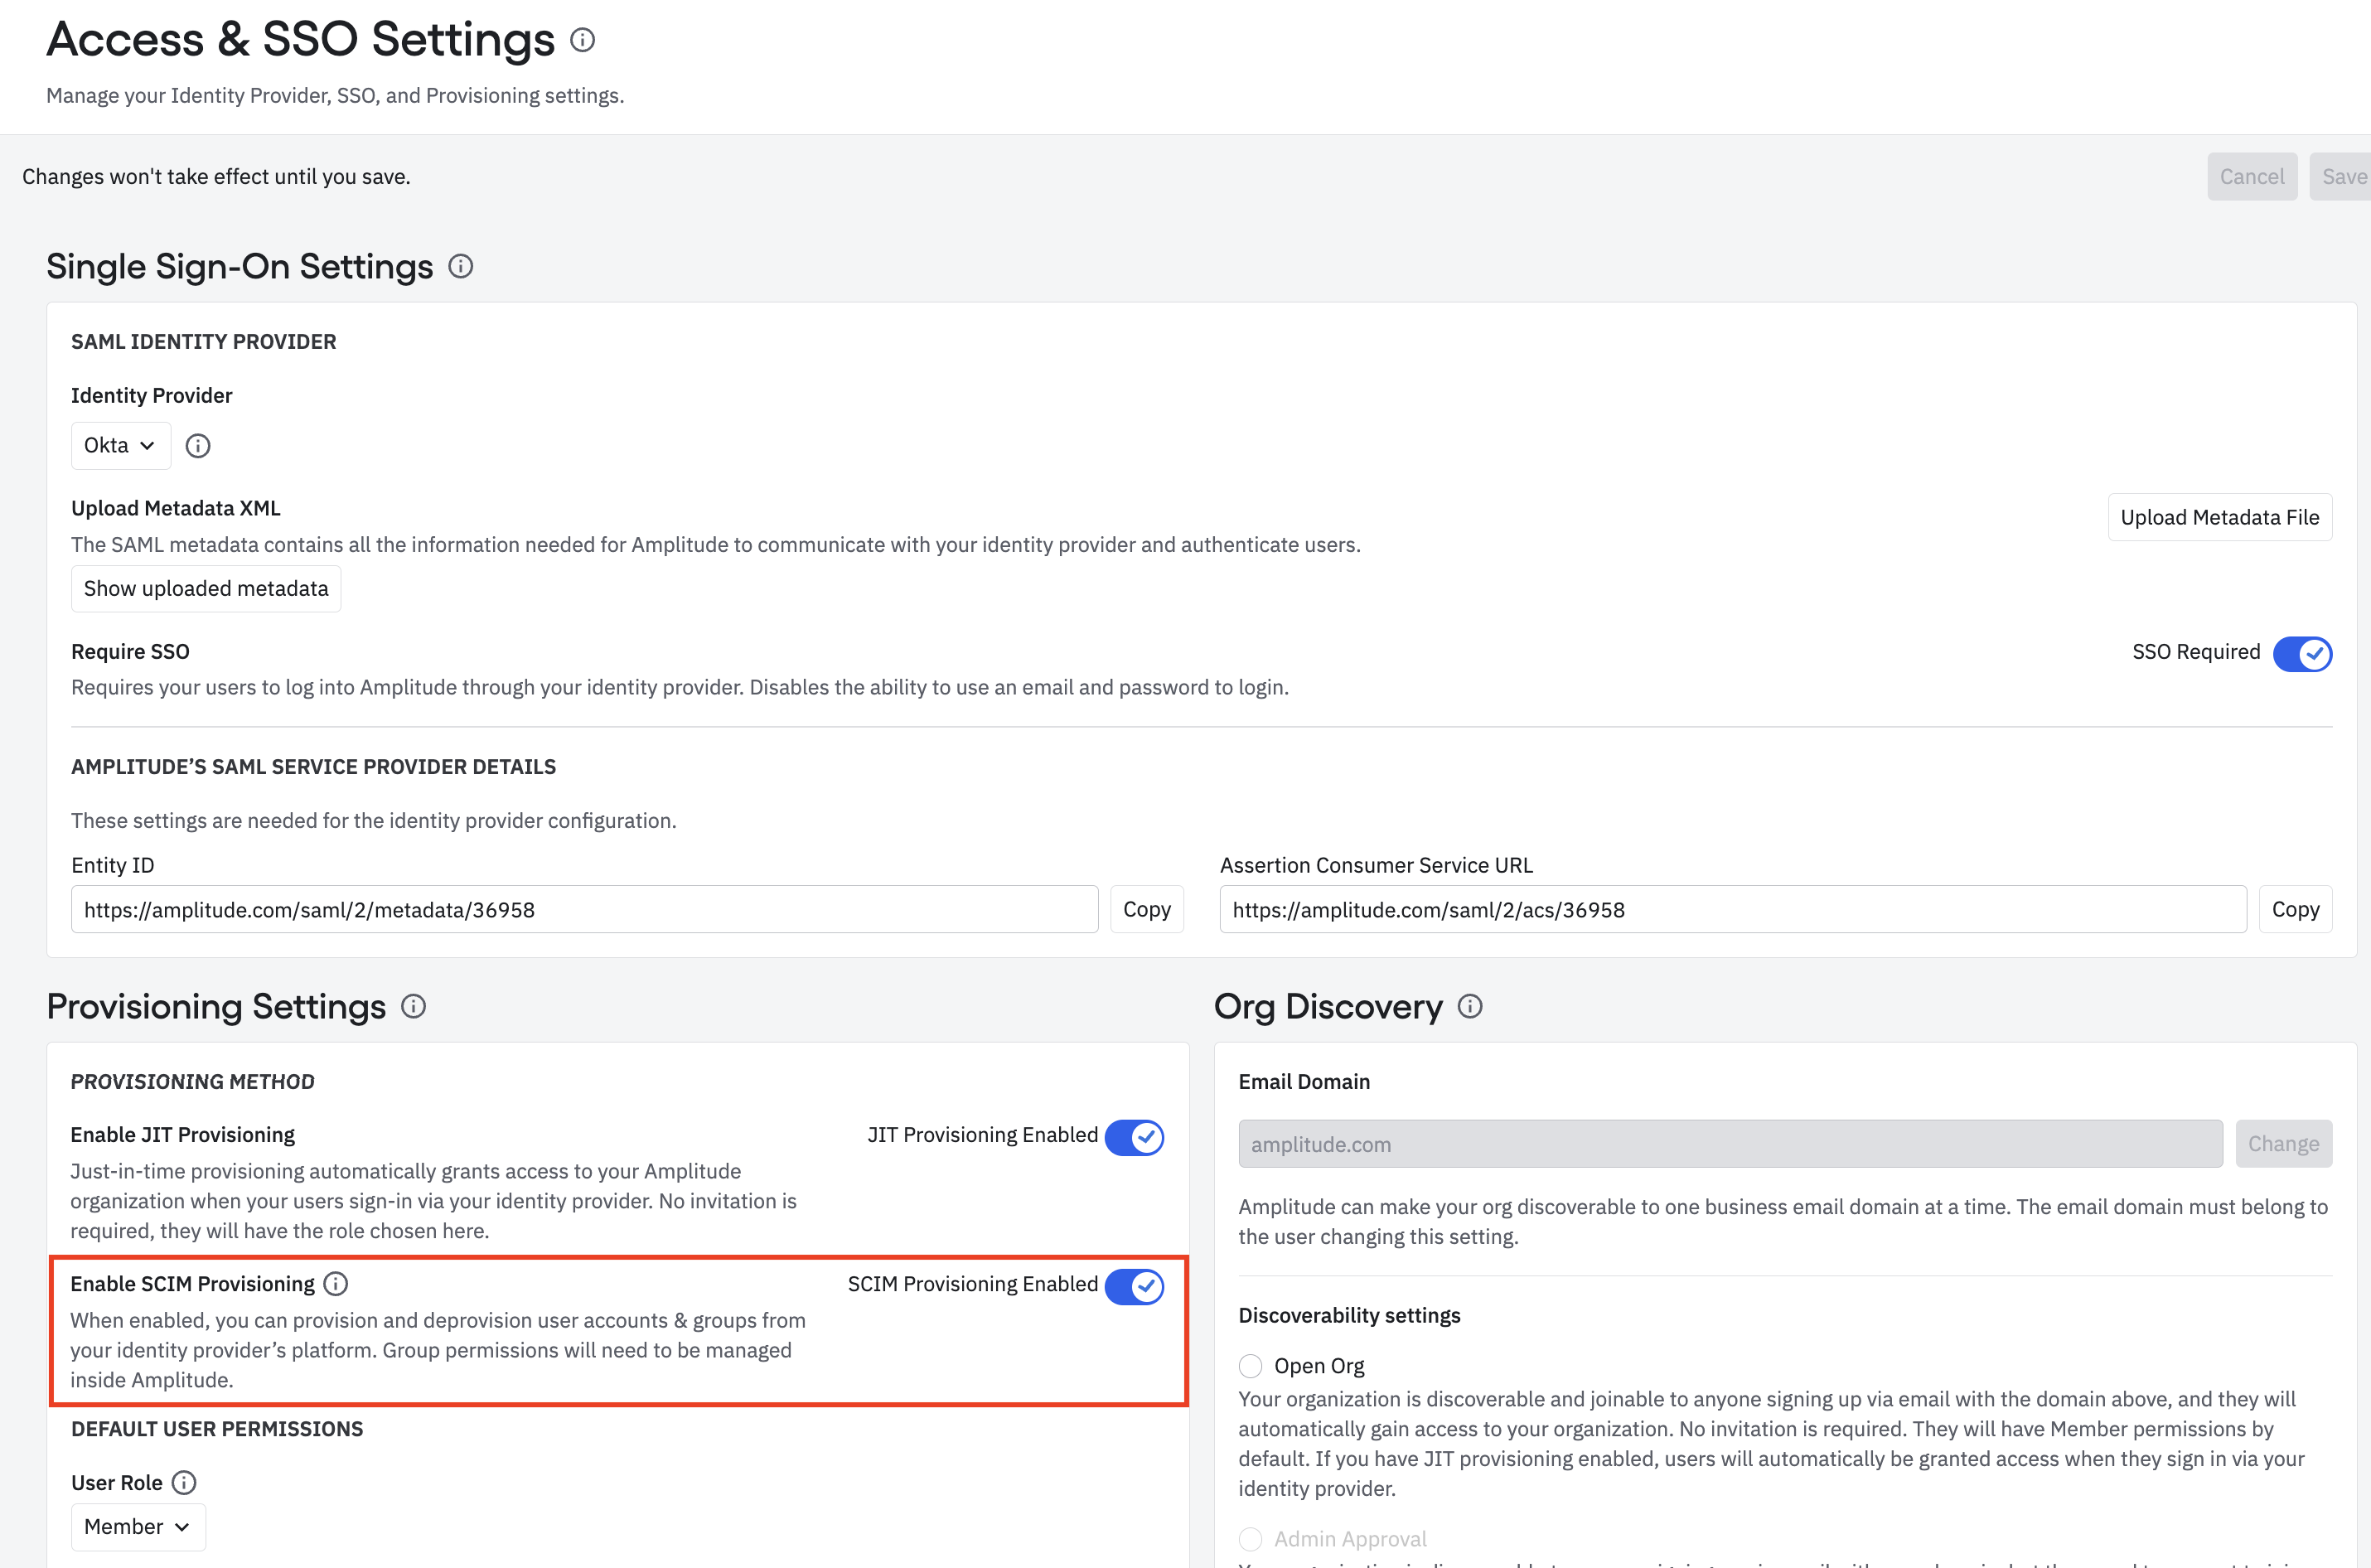 Access & SSO Settings
Manage your Identity Provider, SSO, and Provisioning settings.
Changes won't take effect until you save.
Cancel
Save
Single Sign-On Settings
SAML IDENTITY PROVIDER
Identity Provider
Okta
Upload Metadata XML
Upload Metadata File
The SAML metadata contains all the information needed for Amplitude to communicate with your identity provider and authenticate users.
Show uploaded metadata
Require SSO
SSO Required
Requires your users to log into Amplitude through your identity provider. Disables the ability to use an email and password to login.
AMPLITUDE’S SAML SERVICE PROVIDER DETAILS
These settings are needed for the identity provider configuration.
Entity ID
https://amplitude.com/saml/2/metadata/36958
Copy
Assertion Consumer Service URL
https://amplitude.com/saml/2/acs/36958
Copy
Provisioning Settings
PROVISIONING METHOD
Enable JIT Provisioning
JIT Provisioning Enabled
Just-in-time provisioning automatically grants access to your Amplitude
organization when your users sign-in via your identity provider. No invitation is
required, they will have the role chosen here.
Enable SCIM Provisioning
SCIM Provisioning Enabled
When enabled, you can provision and deprovision user accounts & groups from
your identity provider’s platform. Group permissions will need to be managed
inside Amplitude.
DEFAULT USER PERMISSIONS
User Role
Member
Org Discovery
Email Domain
amplitude.com
Change
Amplitude can make your org discoverable to one business email domain at a time. The email domain must belong to
the user changing this setting.
Discoverability settings
Open Org
Your organization is discoverable and joinable to anyone signing up via email with the domain above, and they will
automatically gain access to your organization. No invitation is required. They will have Member permissions by
default. If you have JIT provisioning enabled, users will automatically be granted access when they sign in via your
identity provider.
Admin Approval